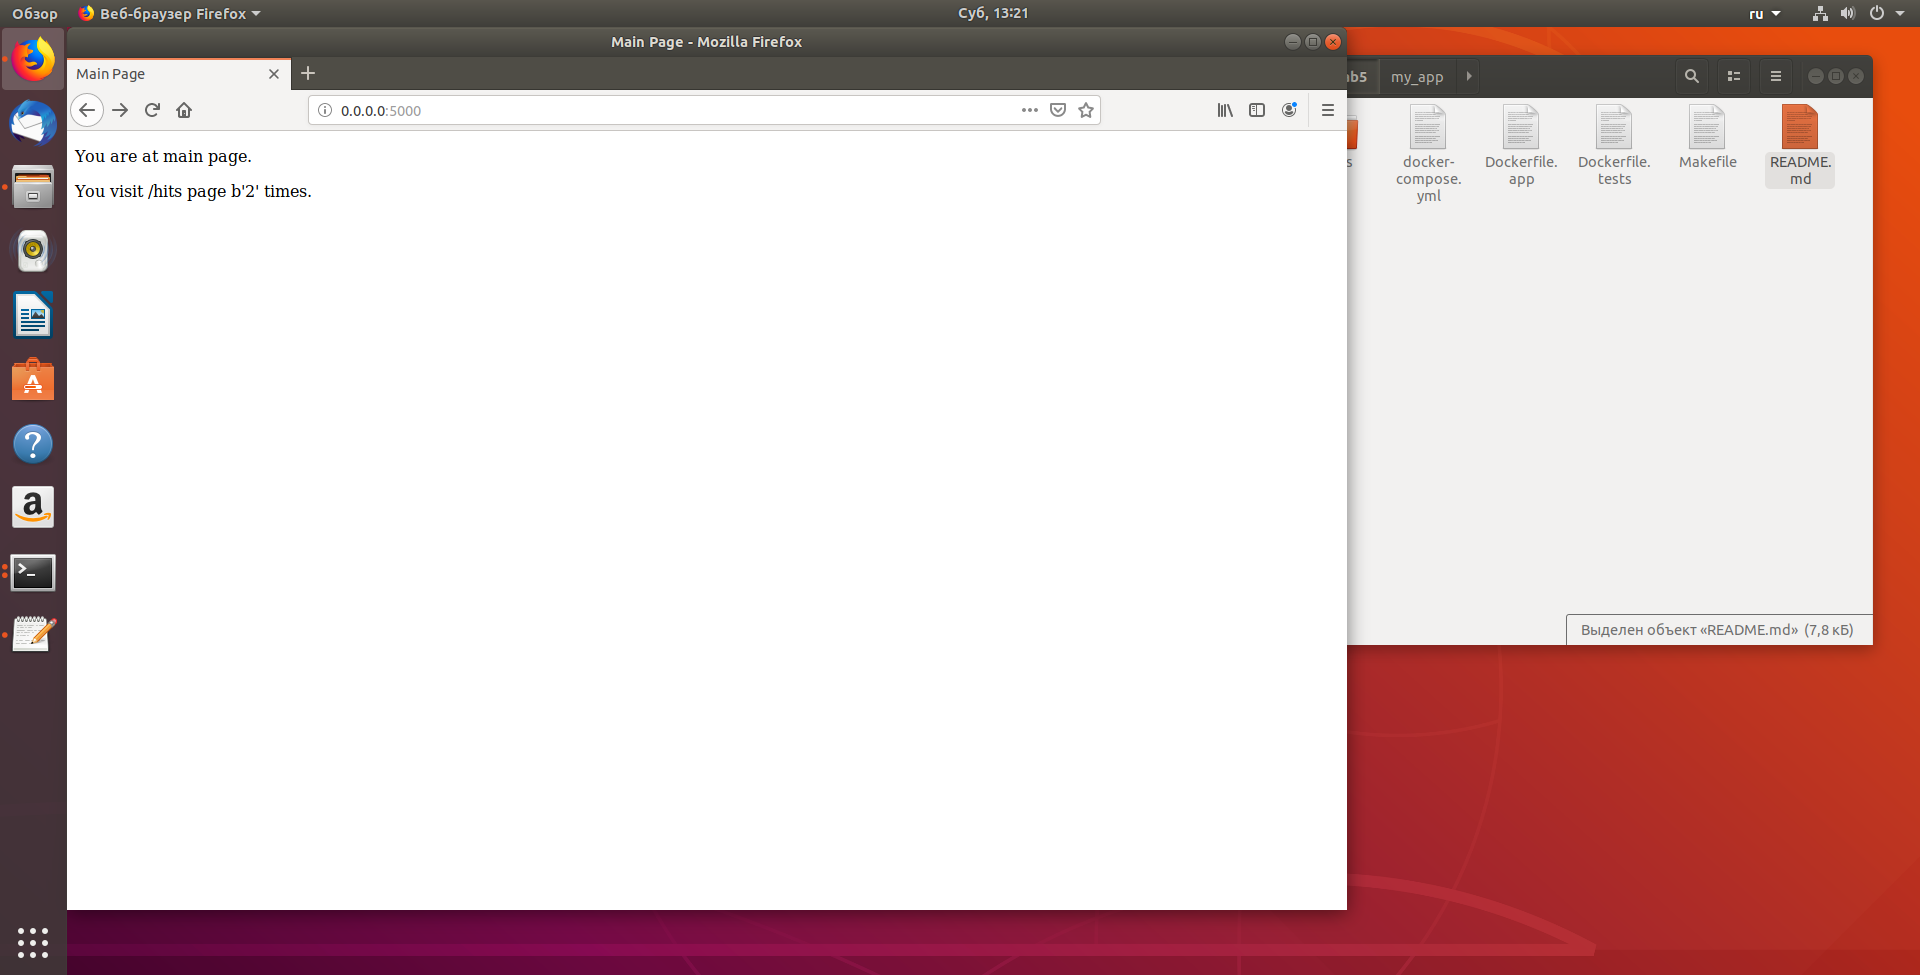 Обзор
Веб-браузер Firefox
Суб, 13:21
ru
Main Page - Mozilla Firefox
Main Page
0.0.0.0:5000
You are at main page.
You visit /hits page b'2' times.
my_app
docker-
compose.
yml
Dockerfile.
app
Dockerfile.
tests
Makefile
README.
md
Выделен объект «README.md» (7,8 кБ)